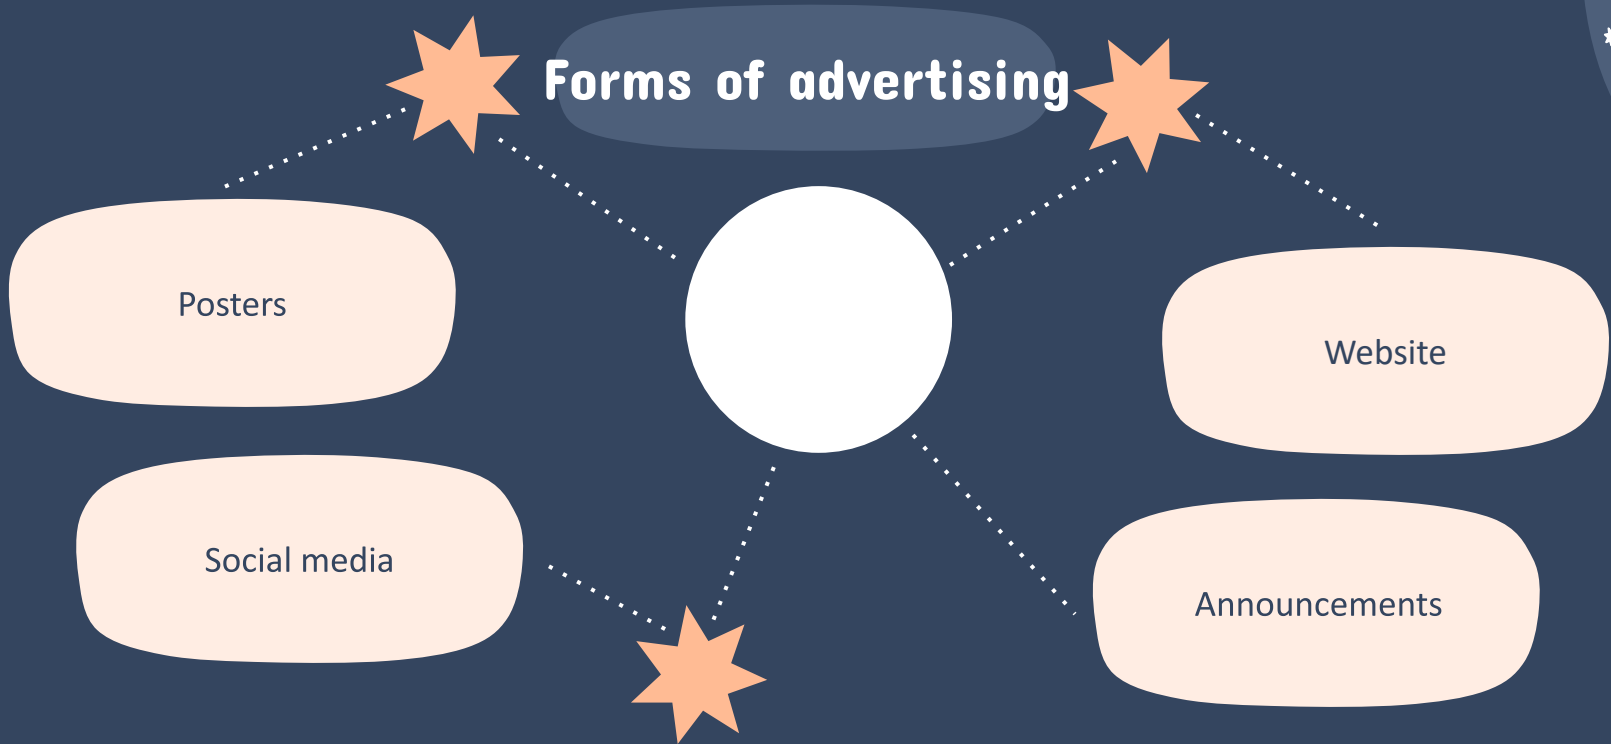 Forms of advertising
Posters
Website
Social media
Announcements